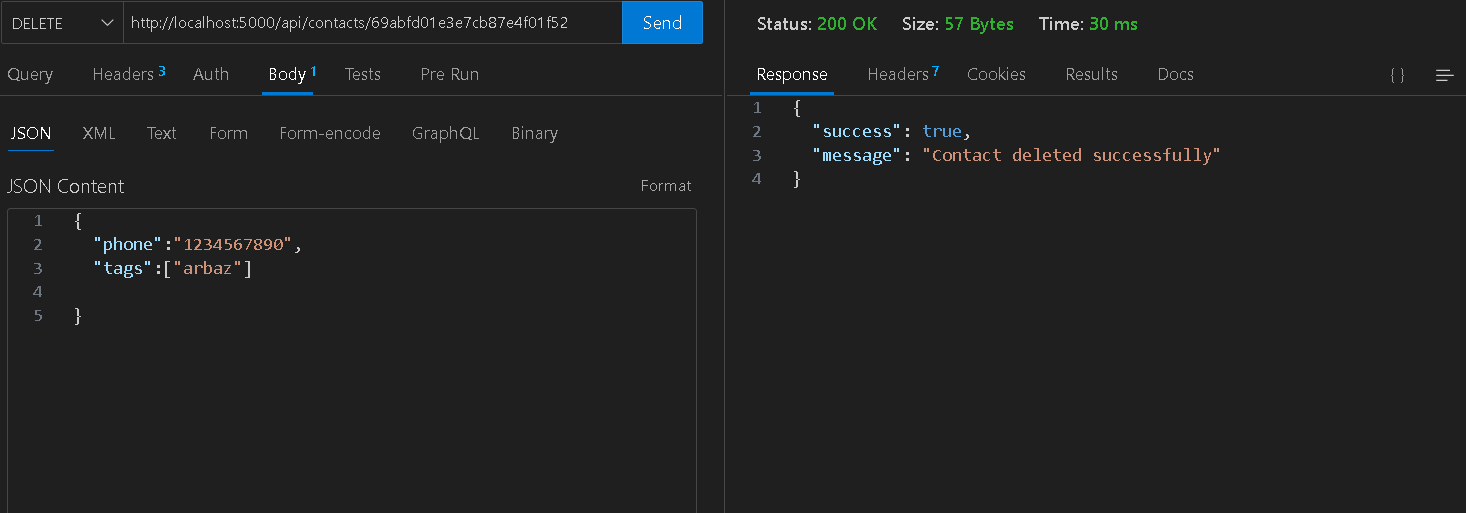 DELETE http://localhost:5000/api/contacts/69abfd01e3e7cb87e4f01f52 Send
Query Headers 3 Auth Body 1 Tests Pre Run
JSON XML Text Form Form-encode GraphQL Binary
JSON Content Format
1 {
2 "phone":"1234567890",
3 "tags":["arbaz"]
4
5 }
Status: 200 OK Size: 57 Bytes Time: 30 ms
Response Headers 7 Cookies Results Docs { }
1 {
2 "success": true,
3 "message": "Contact deleted successfully"
4 }